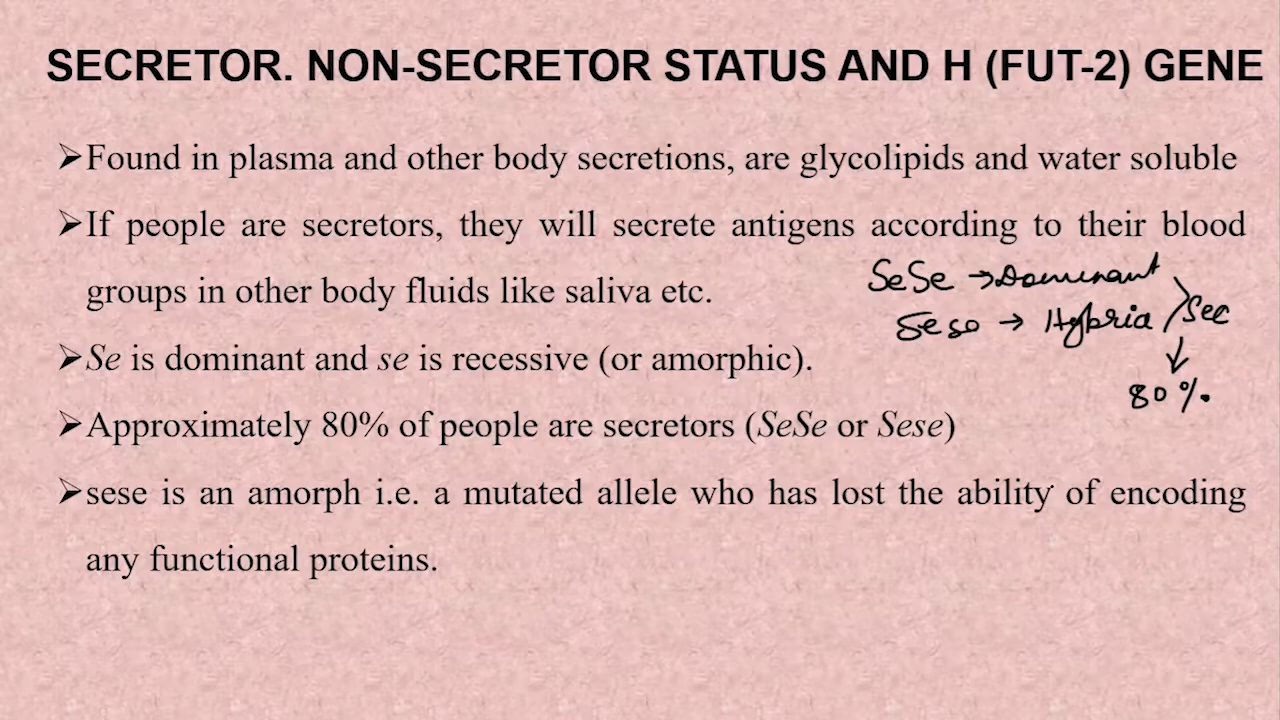 SECRETOR. NON-SECRETOR STATUS AND H (FUT-2) GENE
➢Found in plasma and other body secretions, are glycolipids and water soluble
➢If people are secretors, they will secrete antigens according to their blood
groups in other body fluids like saliva etc.
SeSe → Dominant
Sese → Hybrid / Sec
80%.
➢Se is dominant and se is recessive (or amorphic).
➢Approximately 80% of people are secretors (SeSe or Sese)
➢sese is an amorph i.e. a mutated allele who has lost the ability of encoding
any functional proteins.